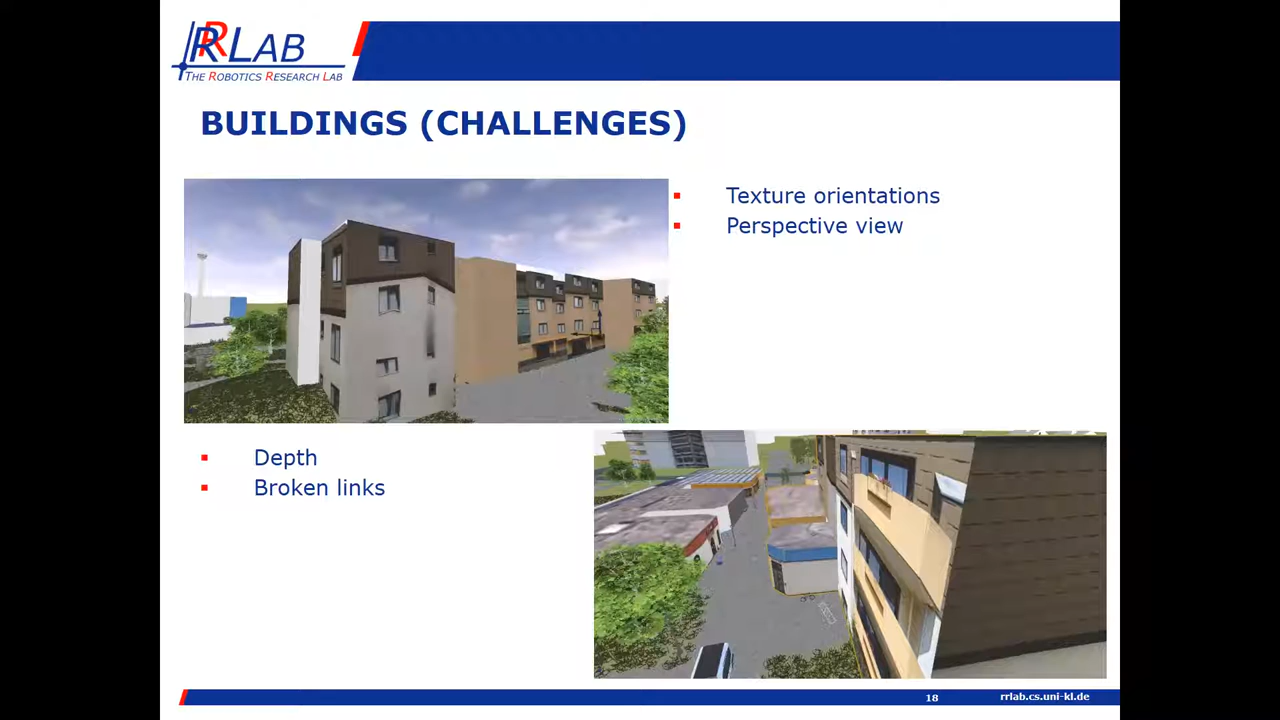 RRLAB
THE ROBOTICS RESEARCH LAB
BUILDINGS (CHALLENGES)
Texture orientations
Perspective view
Depth
Broken links
18
rrlab.cs.uni-kl.de